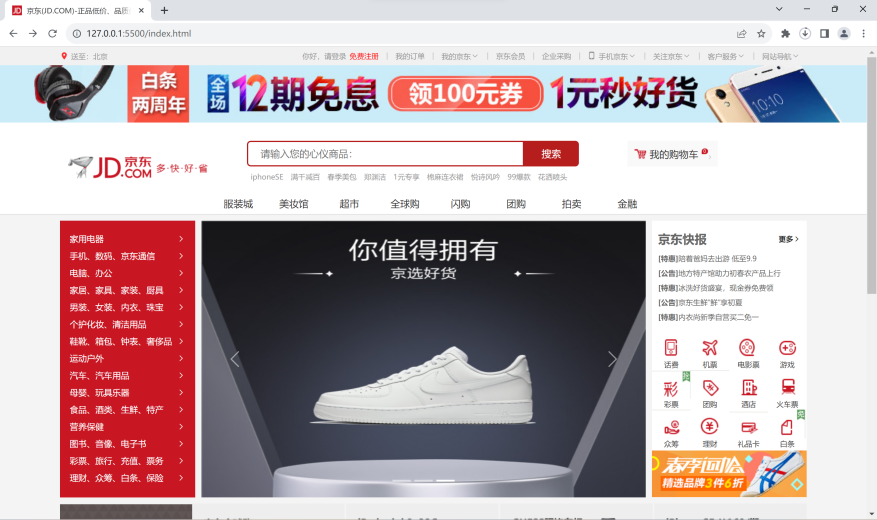 京东(JD.COM)-正品低价、品质
127.0.0.1:5500/index.html
送至：北京
你好，请登录 免费注册 我的订单 我的京东 京东会员 企业采购 手机京东 关注京东 客户服务 网站导航
白条
两周年
全场
12期免息
领100元券
1元秒好货
10:10
JD 京东
.COM
多·快·好·省
请输入您的心仪商品：
搜索
我的购物车
iphoneSE 满千减百 春季美包 郑渊洁 1元专享 棉麻连衣裙 悦诗风吟 99爆款 花洒喷头
服装城 美妆馆 超市 全球购 闪购 团购 拍卖 金融
家用电器
手机、数码、京东通信
电脑、办公
家居、家具、家装、厨具
男装、女装、内衣、珠宝
个护化妆、清洁用品
鞋靴、箱包、钟表、奢侈品
运动户外
汽车、汽车用品
母婴、玩具乐器
食品、酒类、生鲜、特产
营养保健
图书、音像、电子书
彩票、旅行、充值、票务
理财、众筹、白条、保险
你值得拥有
京选好货
京东快报
更多
[特惠]陪着爸妈去出游 低至9.9
[公告]地方特产馆助力初春农产品上行
[特惠]冰洗好货盛宴，现金券免费领
[公告]京东生鲜"鲜"享初夏
[特惠]内衣尚新季自营买二免一
话费 机票 电影票 游戏
彩票 团购 酒店 火车票
众筹 理财 礼品卡 白条
春季回馈
精选品牌3件6折